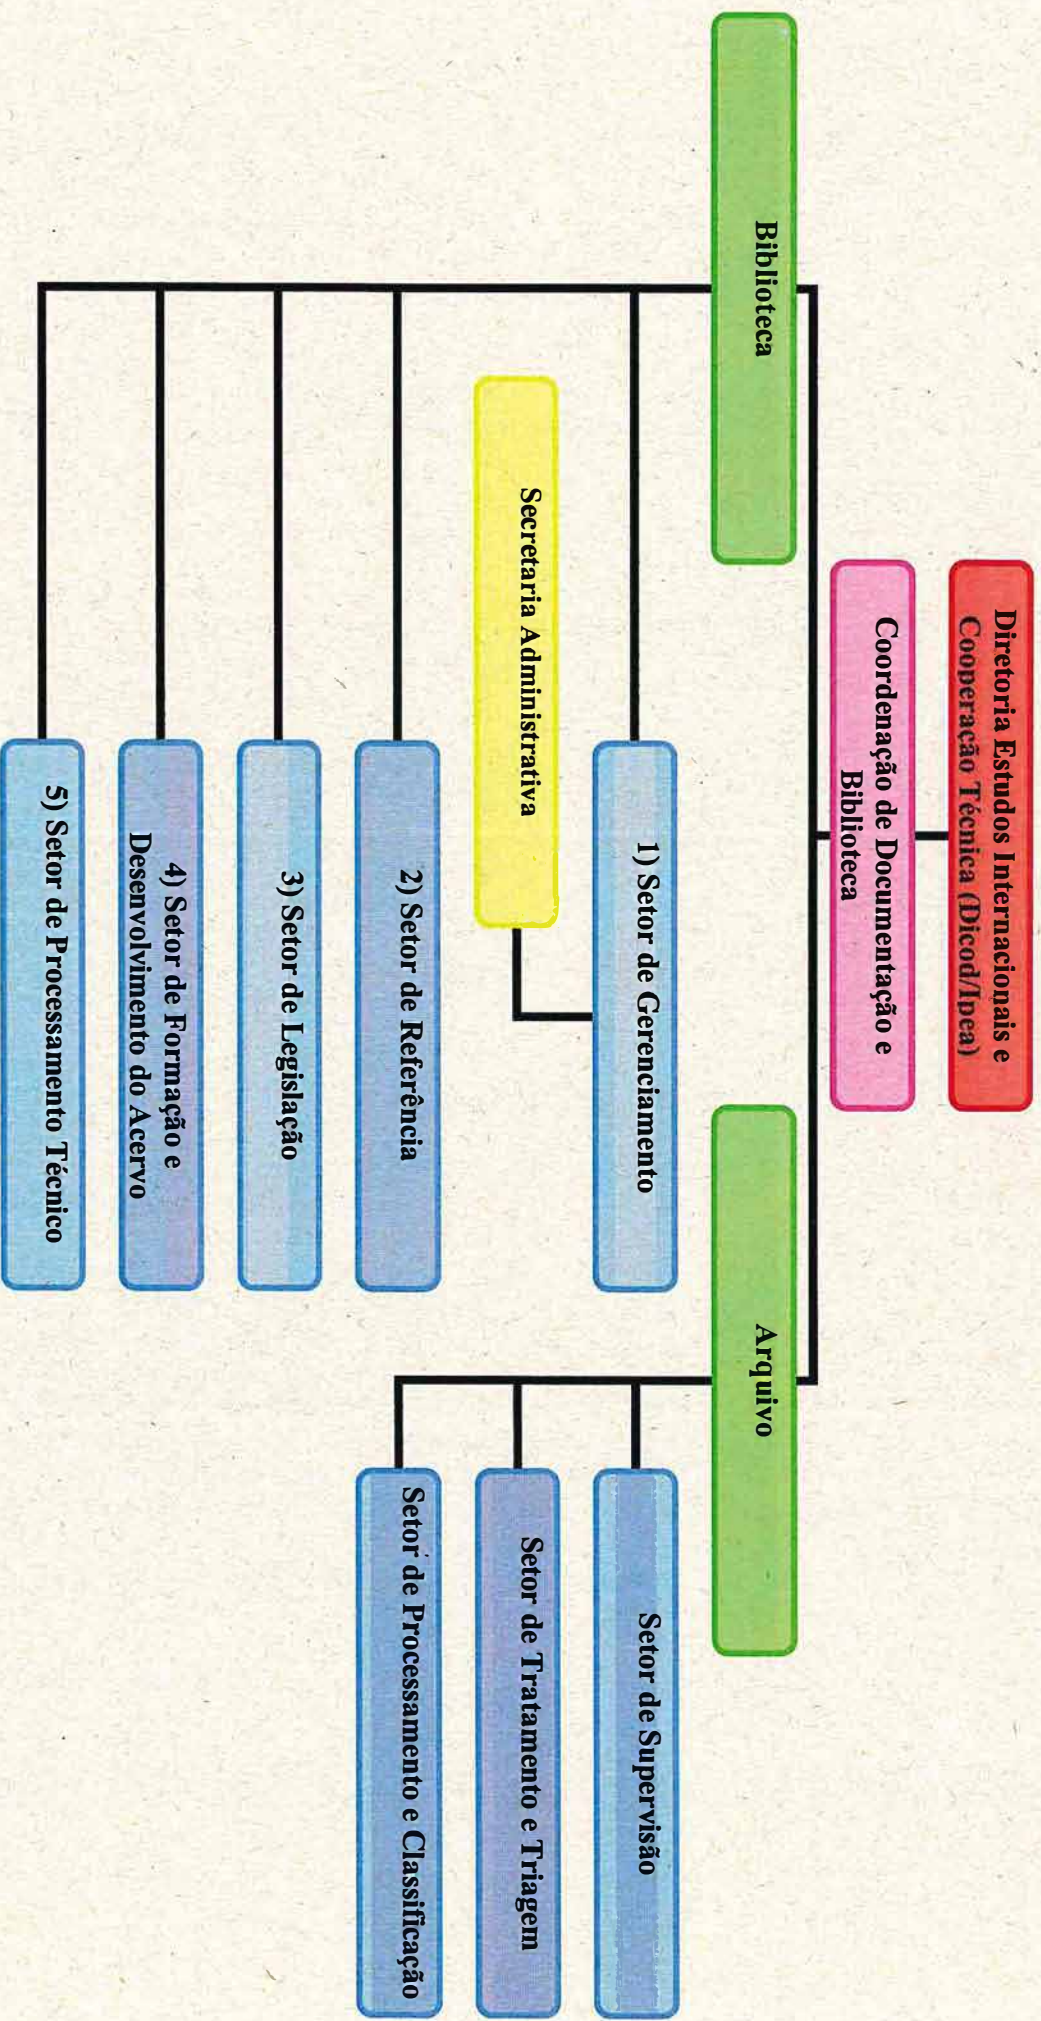 Diretoria Estudos Internacionais e
Cooperação Técnica (Dicod/Ipea)
Coordenação de Documentação e
Biblioteca
Biblioteca
Arquivo
1) Setor de Gerenciamento
Secretaria Administrativa
2) Setor de Referência
3) Setor de Legislação
4) Setor de Formação e
Desenvolvimento do Acervo
5) Setor de Processamento Técnico
Setor de Supervisão
Setor de Tratamento e Triagem
Setor de Processamento e Classificação